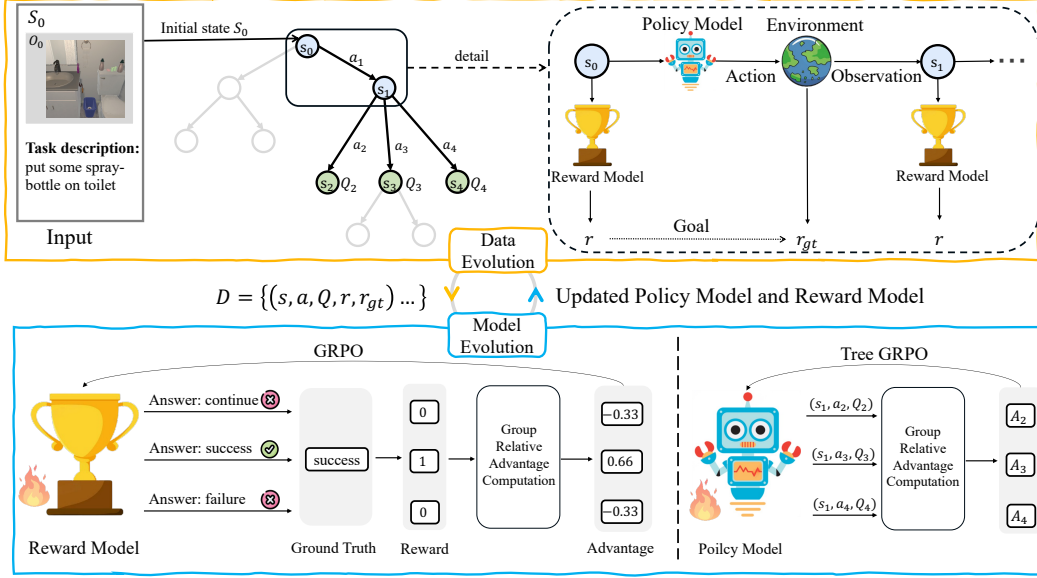 S₀
O₀
Task description:
put some spray-
bottle on toilet
Input
Initial state S₀
s₀
a₁
s₁
a₂
a₃
a₄
s₂ Q₂
s₃ Q₃
s₄ Q₄
detail
s₀
Policy Model
Action
Environment
Observation
s₁
...
Reward Model
Reward Model
r
Goal
r_gt
r
Data
Evolution
D = {(s, a, Q, r, r_gt) ... }
Updated Policy Model and Reward Model
Model
Evolution
GRPO
Answer: continue
Answer: success
Answer: failure
Reward Model
success
Ground Truth
0
1
0
Reward
Group
Relative
Advantage
Computation
−0.33
0.66
−0.33
Advantage
Tree GRPO
Poilcy Model
(s₁, a₂, Q₂)
(s₁, a₃, Q₃)
(s₁, a₄, Q₄)
Group
Relative
Advantage
Computation
A₂
A₃
A₄